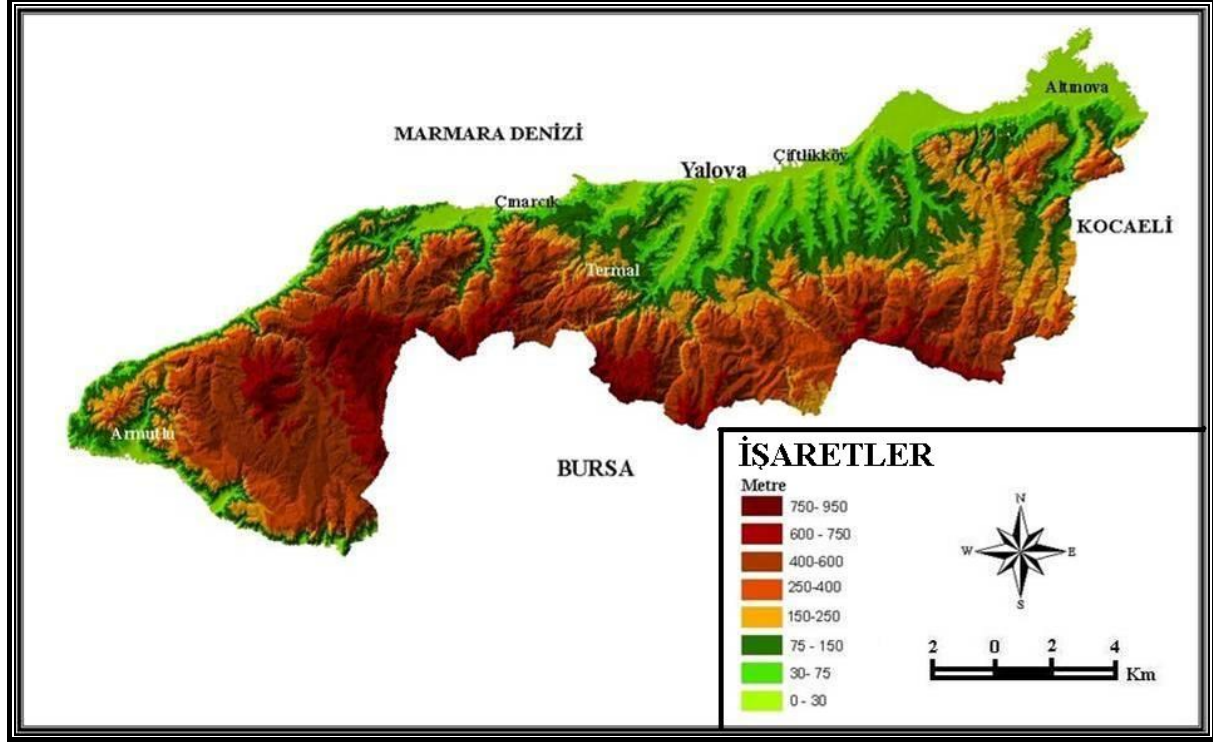 Altınova
MARMARA DENİZİ
Çiftlikköy
Yalova
Çınarcık
KOCAELİ
Termal
Armutlu
BURSA
İŞARETLER
Metre
750- 950
600 - 750
400-600
250-400
150-250
75 - 150
30- 75
0 - 30
N
W E
S
2 0 2 4
Km